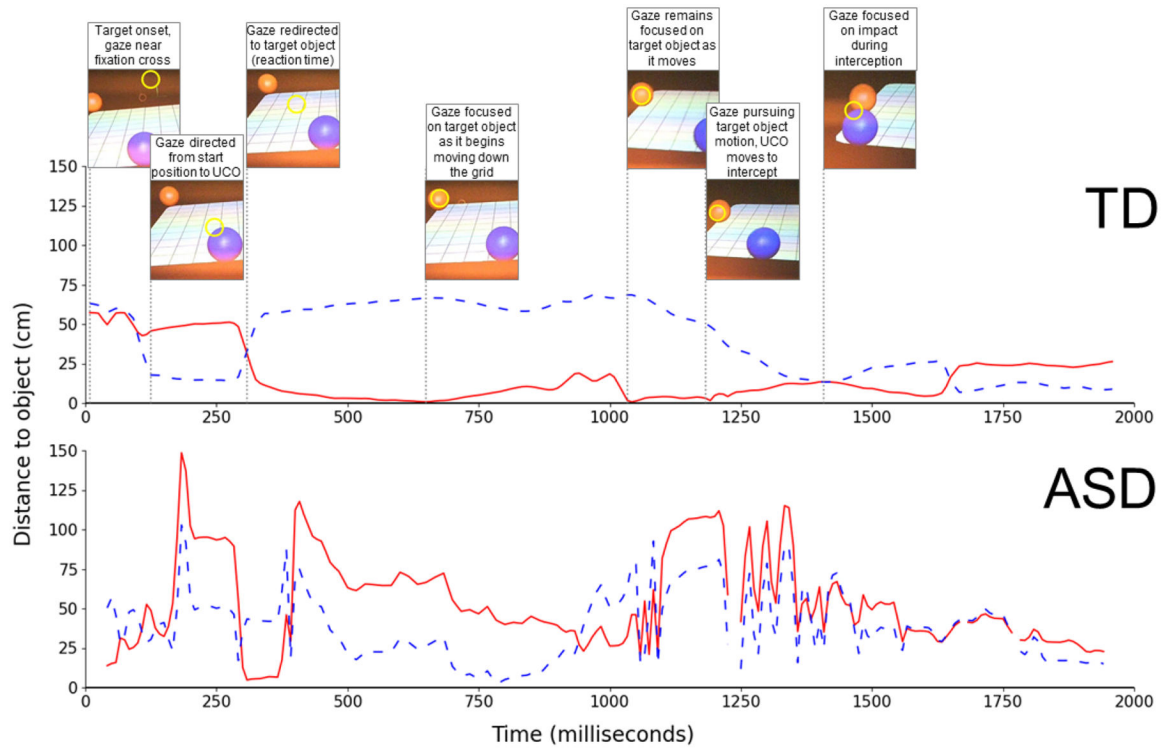 Target onset,
gaze near
fixation cross
Gaze directed
from start
position to UCO
Gaze redirected
to target object
(reaction time)
Gaze focused
on target object
as it begins
moving down
the grid
Gaze remains
focused on
target object as
it moves
Gaze pursuing
target object
motion, UCO
moves to
intercept
Gaze focused
on impact
during
interception
TD
150
125
100
75
50
25
0
0 250 500 750 1000 1250 1500 1750 2000
Distance to object (cm)
ASD
150
125
100
75
50
25
0
0 250 500 750 1000 1250 1500 1750 2000
Time (milliseconds)